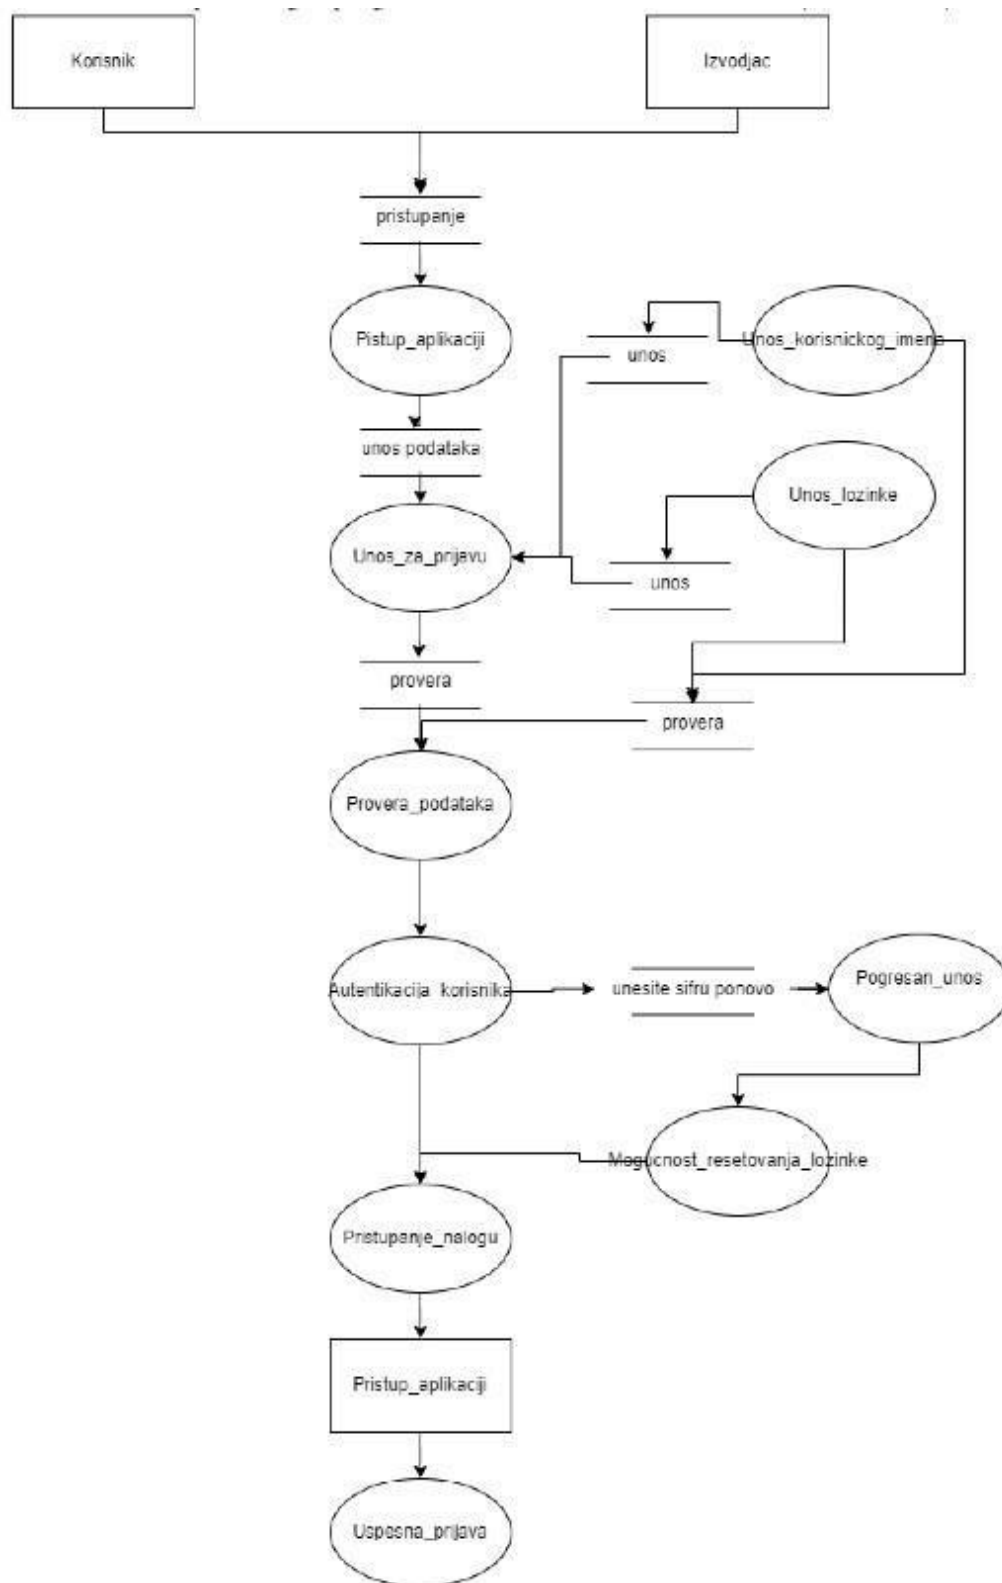 Korisnik
Izvodjac
pristupanje
Pistup_aplikaciji
unos
Unos_korisnickog_imena
unos podataka
Unos_lozinke
Unos_za_prijavu
unos
provera
provera
Provera_podataka
Autentikacija_korisnika
unesite sifru ponovo
Pogresan_unos
Mogucnost_resetovanja_lozinke
Pristupanje_nalogu
Pristup_aplikaciji
Uspesna_prijava